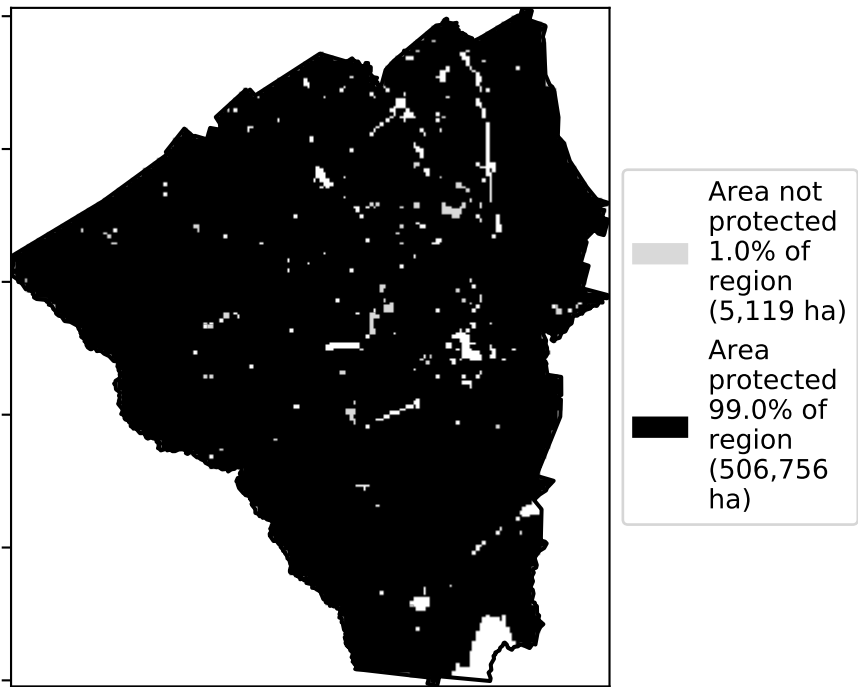 Area not
protected
1.0% of
region
(5,119 ha)
Area
protected
99.0% of
region
(506,756
ha)